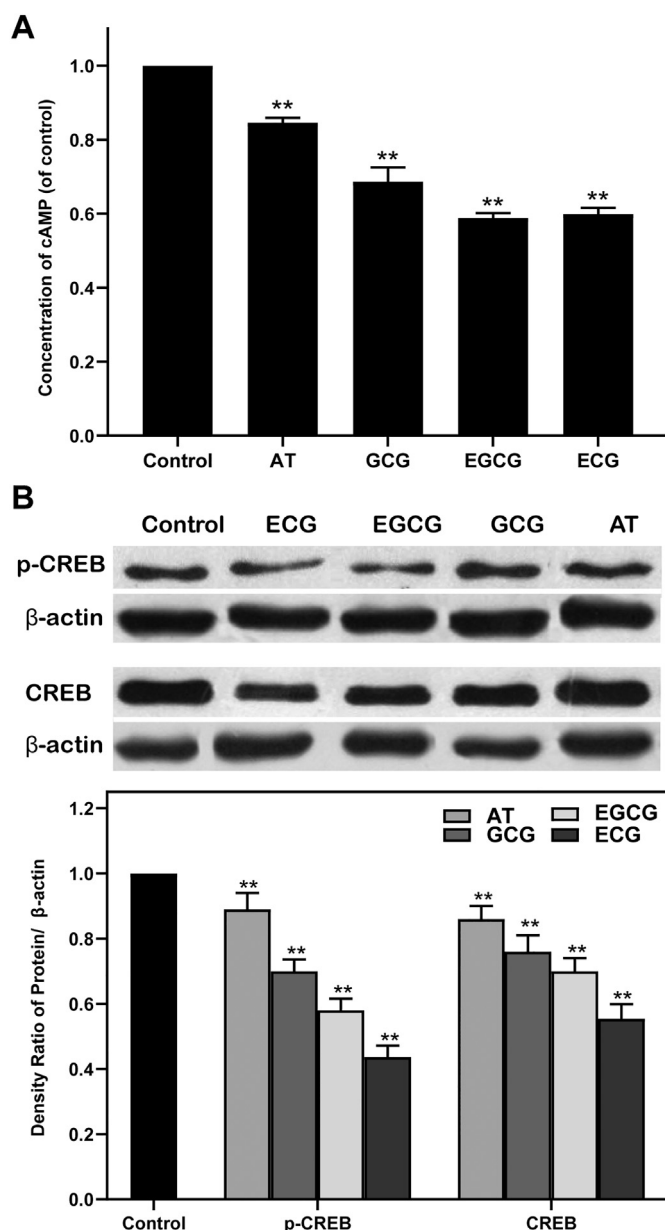 A
Concentration of cAMP (of control)
1.0
0.8
0.6
0.4
0.2
0.0
**
**
**
**
Control AT GCG EGCG ECG
B
Control ECG EGCG GCG AT
p-CREB
β-actin
CREB
β-actin
Density Ratio of Protein/ β-actin
1.2
1.0
0.8
0.6
0.4
0.2
0.0
AT EGCG
GCG ECG
**
**
**
**
**
**
**
**
Control p-CREB CREB